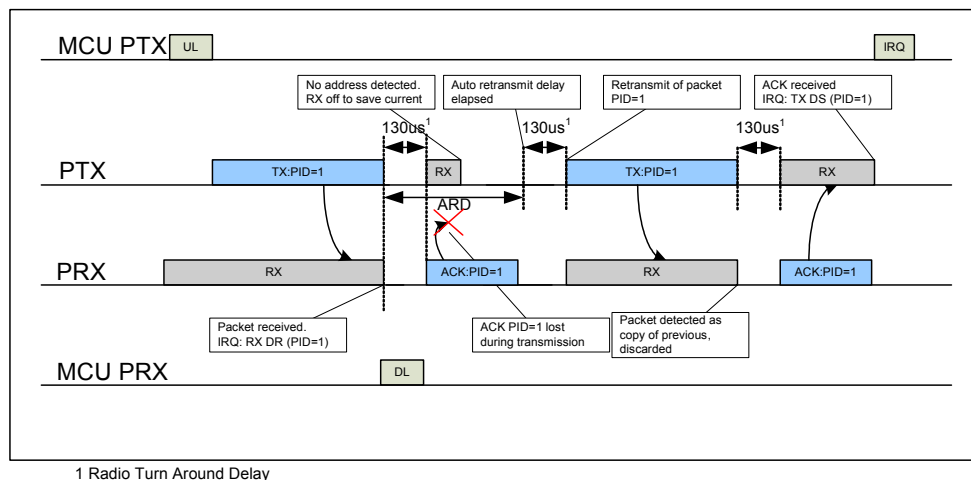 MCU PTX
UL
IRQ
No address detected.
RX off to save current
Auto retransmit delay
elapsed
Retransmit of packet
PID=1
ACK received
IRQ: TX DS (PID=1)
130us1
130us1
130us1
PTX
TX:PID=1
RX
TX:PID=1
RX
ARD
PRX
RX
ACK:PID=1
RX
ACK:PID=1
Packet received.
IRQ: RX DR (PID=1)
ACK PID=1 lost
during transmission
Packet detected as
copy of previous,
discarded
MCU PRX
DL
1 Radio Turn Around Delay